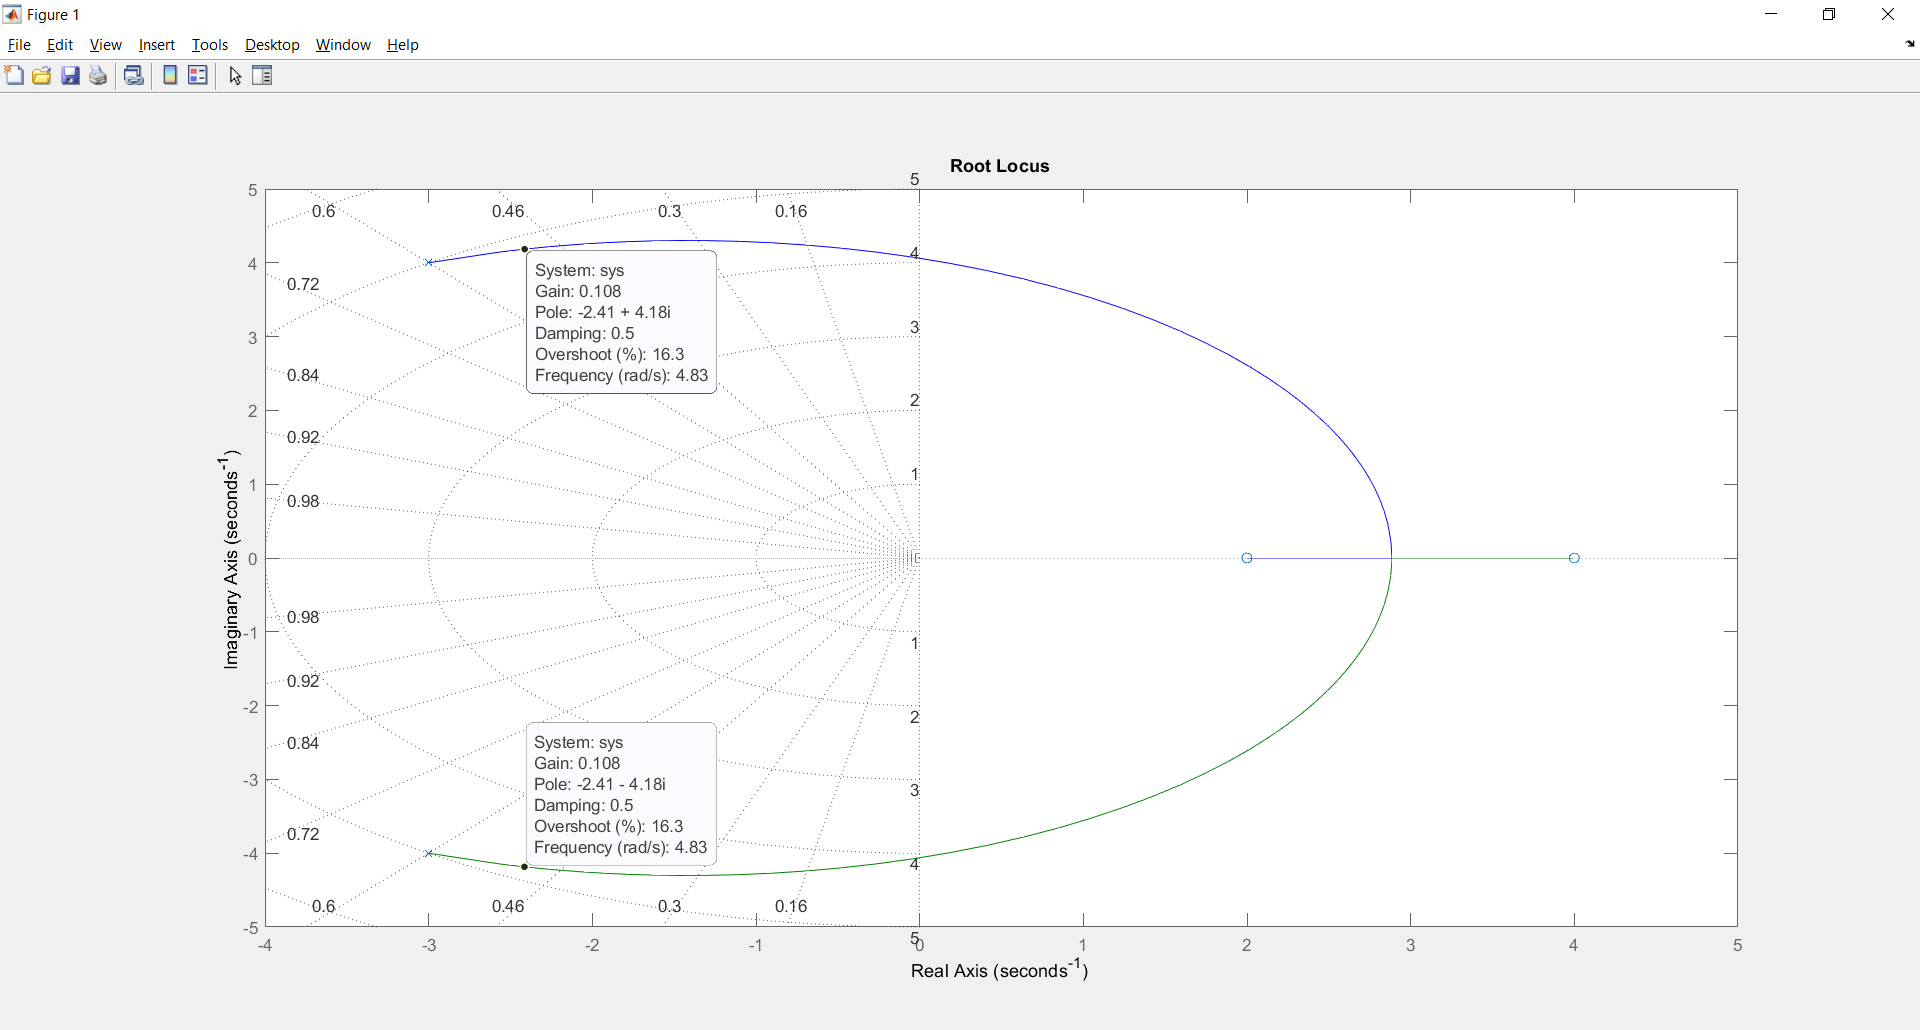 Figure 1
File Edit View Insert Tools Desktop Window Help
Root Locus
5
5
0.6 0.46 0.3 0.16
4
4
0.72
System: sys
Gain: 0.108
Pole: -2.41 + 4.18i
Damping: 0.5
Overshoot (%): 16.3
Frequency (rad/s): 4.83
3
3
0.84
2
2
0.92
1
1
0.98
Imaginary Axis (seconds-1)
0
0.98
-1
1
0.92
-2
2
0.84
System: sys
Gain: 0.108
Pole: -2.41 - 4.18i
Damping: 0.5
Overshoot (%): 16.3
Frequency (rad/s): 4.83
-3
3
0.72
-4
4
0.6 0.46 0.3 0.16
-5
5
-4 -3 -2 -1 0 1 2 3 4 5
Real Axis (seconds-1)